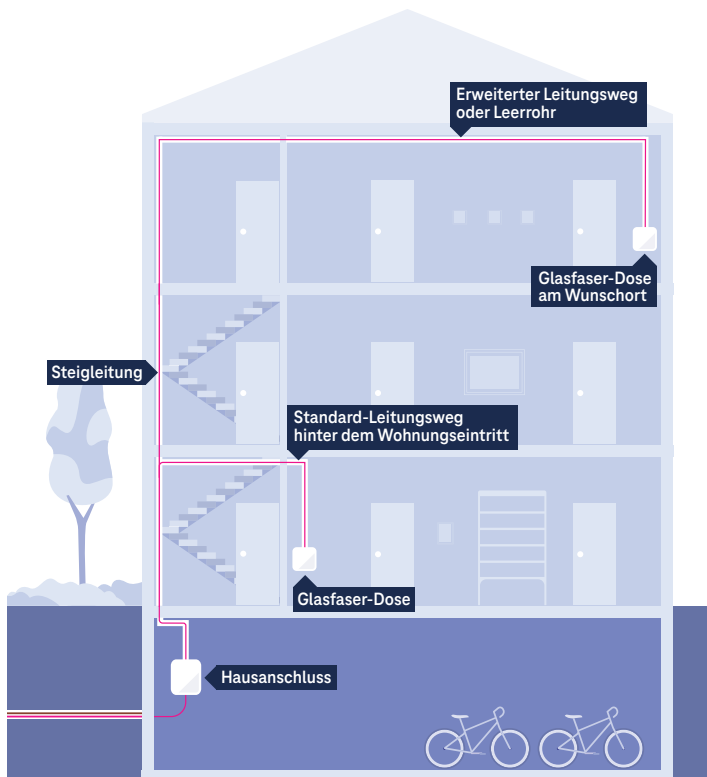 Erweiterter Leitungsweg
oder Leerrohr
Glasfaser-Dose
am Wunschort
Steigleitung
Standard-Leitungsweg
hinter dem Wohnungseintritt
Glasfaser-Dose
Hausanschluss